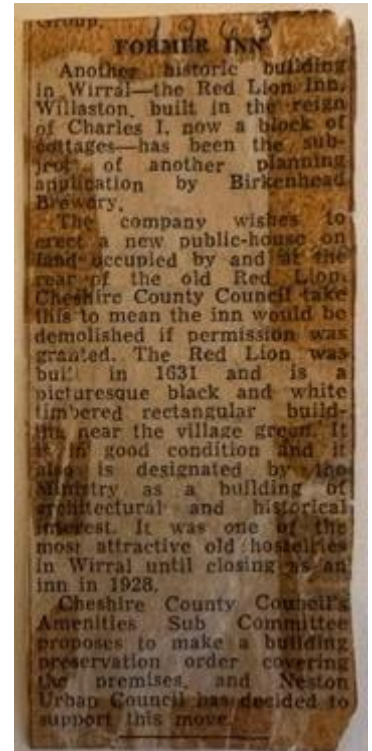 Group.
1963
FORMER INN
Another historic building
in Wirral—the Red Lion Inn,
Willaston, built in the reign
of Charles I, now a block of
cottages—has been the sub-
ject of another planning
application by Birkenhead
Brewery.
The company wishes to
erect a new public-house on
land occupied by and at the
rear of the old Red Lion.
Cheshire County Council take
this to mean the inn would be
demolished if permission was
granted. The Red Lion was
built in 1631 and is a
picturesque black and white
timbered rectangular build-
ing near the village green. It
is in good condition and it
also is designated by the
Ministry as a building of
architectural and historical
interest. It was one of the
most attractive old hostelries
in Wirral until closing as an
inn in 1928.
Cheshire County Council's
Amenities Sub Committee
proposes to make a building
preservation order covering
the premises, and Neston
Urban Council has decided to
support this move.